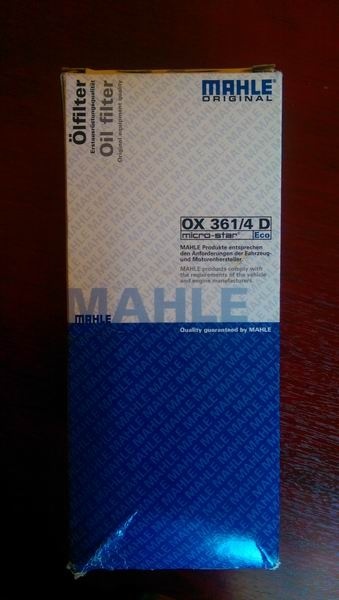 Ölfilter
Erstausrüstungsqualität
Oil filter
Original equipment quality
MAHLE
ORIGINAL
OX 361/4 D
micro-star® Eco
MAHLE Produkte entsprechen
den Anforderungen der Fahrzeug-
und Motorenhersteller.
MAHLE products comply with
the requirements of the vehicle
and engine manufacturers.
MAHLE
MAHLE
Quality guaranteed by MAHLE